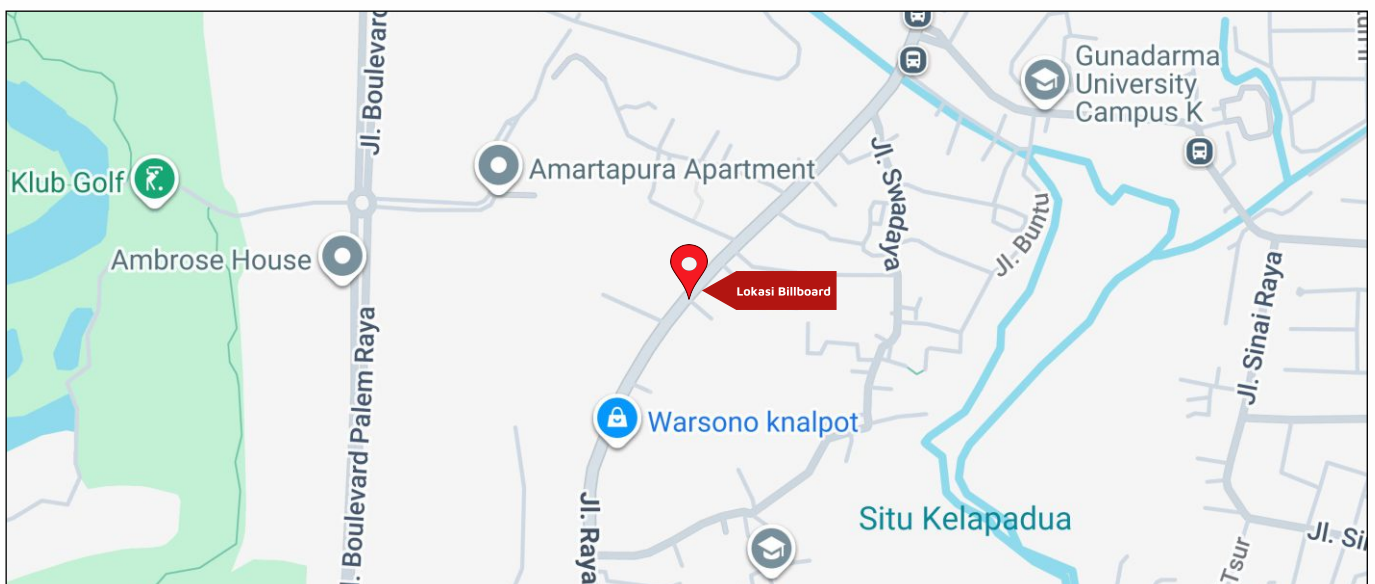 Jl. Boulevard
Gunadarma
University
Campus K
Klub Golf
Amartapura Apartment
Jl. Swadaya
Jl. Buntu
Ambrose House
Lokasi Billboard
Jl. Sinai Raya
Jl. Boulevard Palem Raya
Warsono knalpot
Jl. Raya
Situ Kelapadua
Jl. Si
Tsur